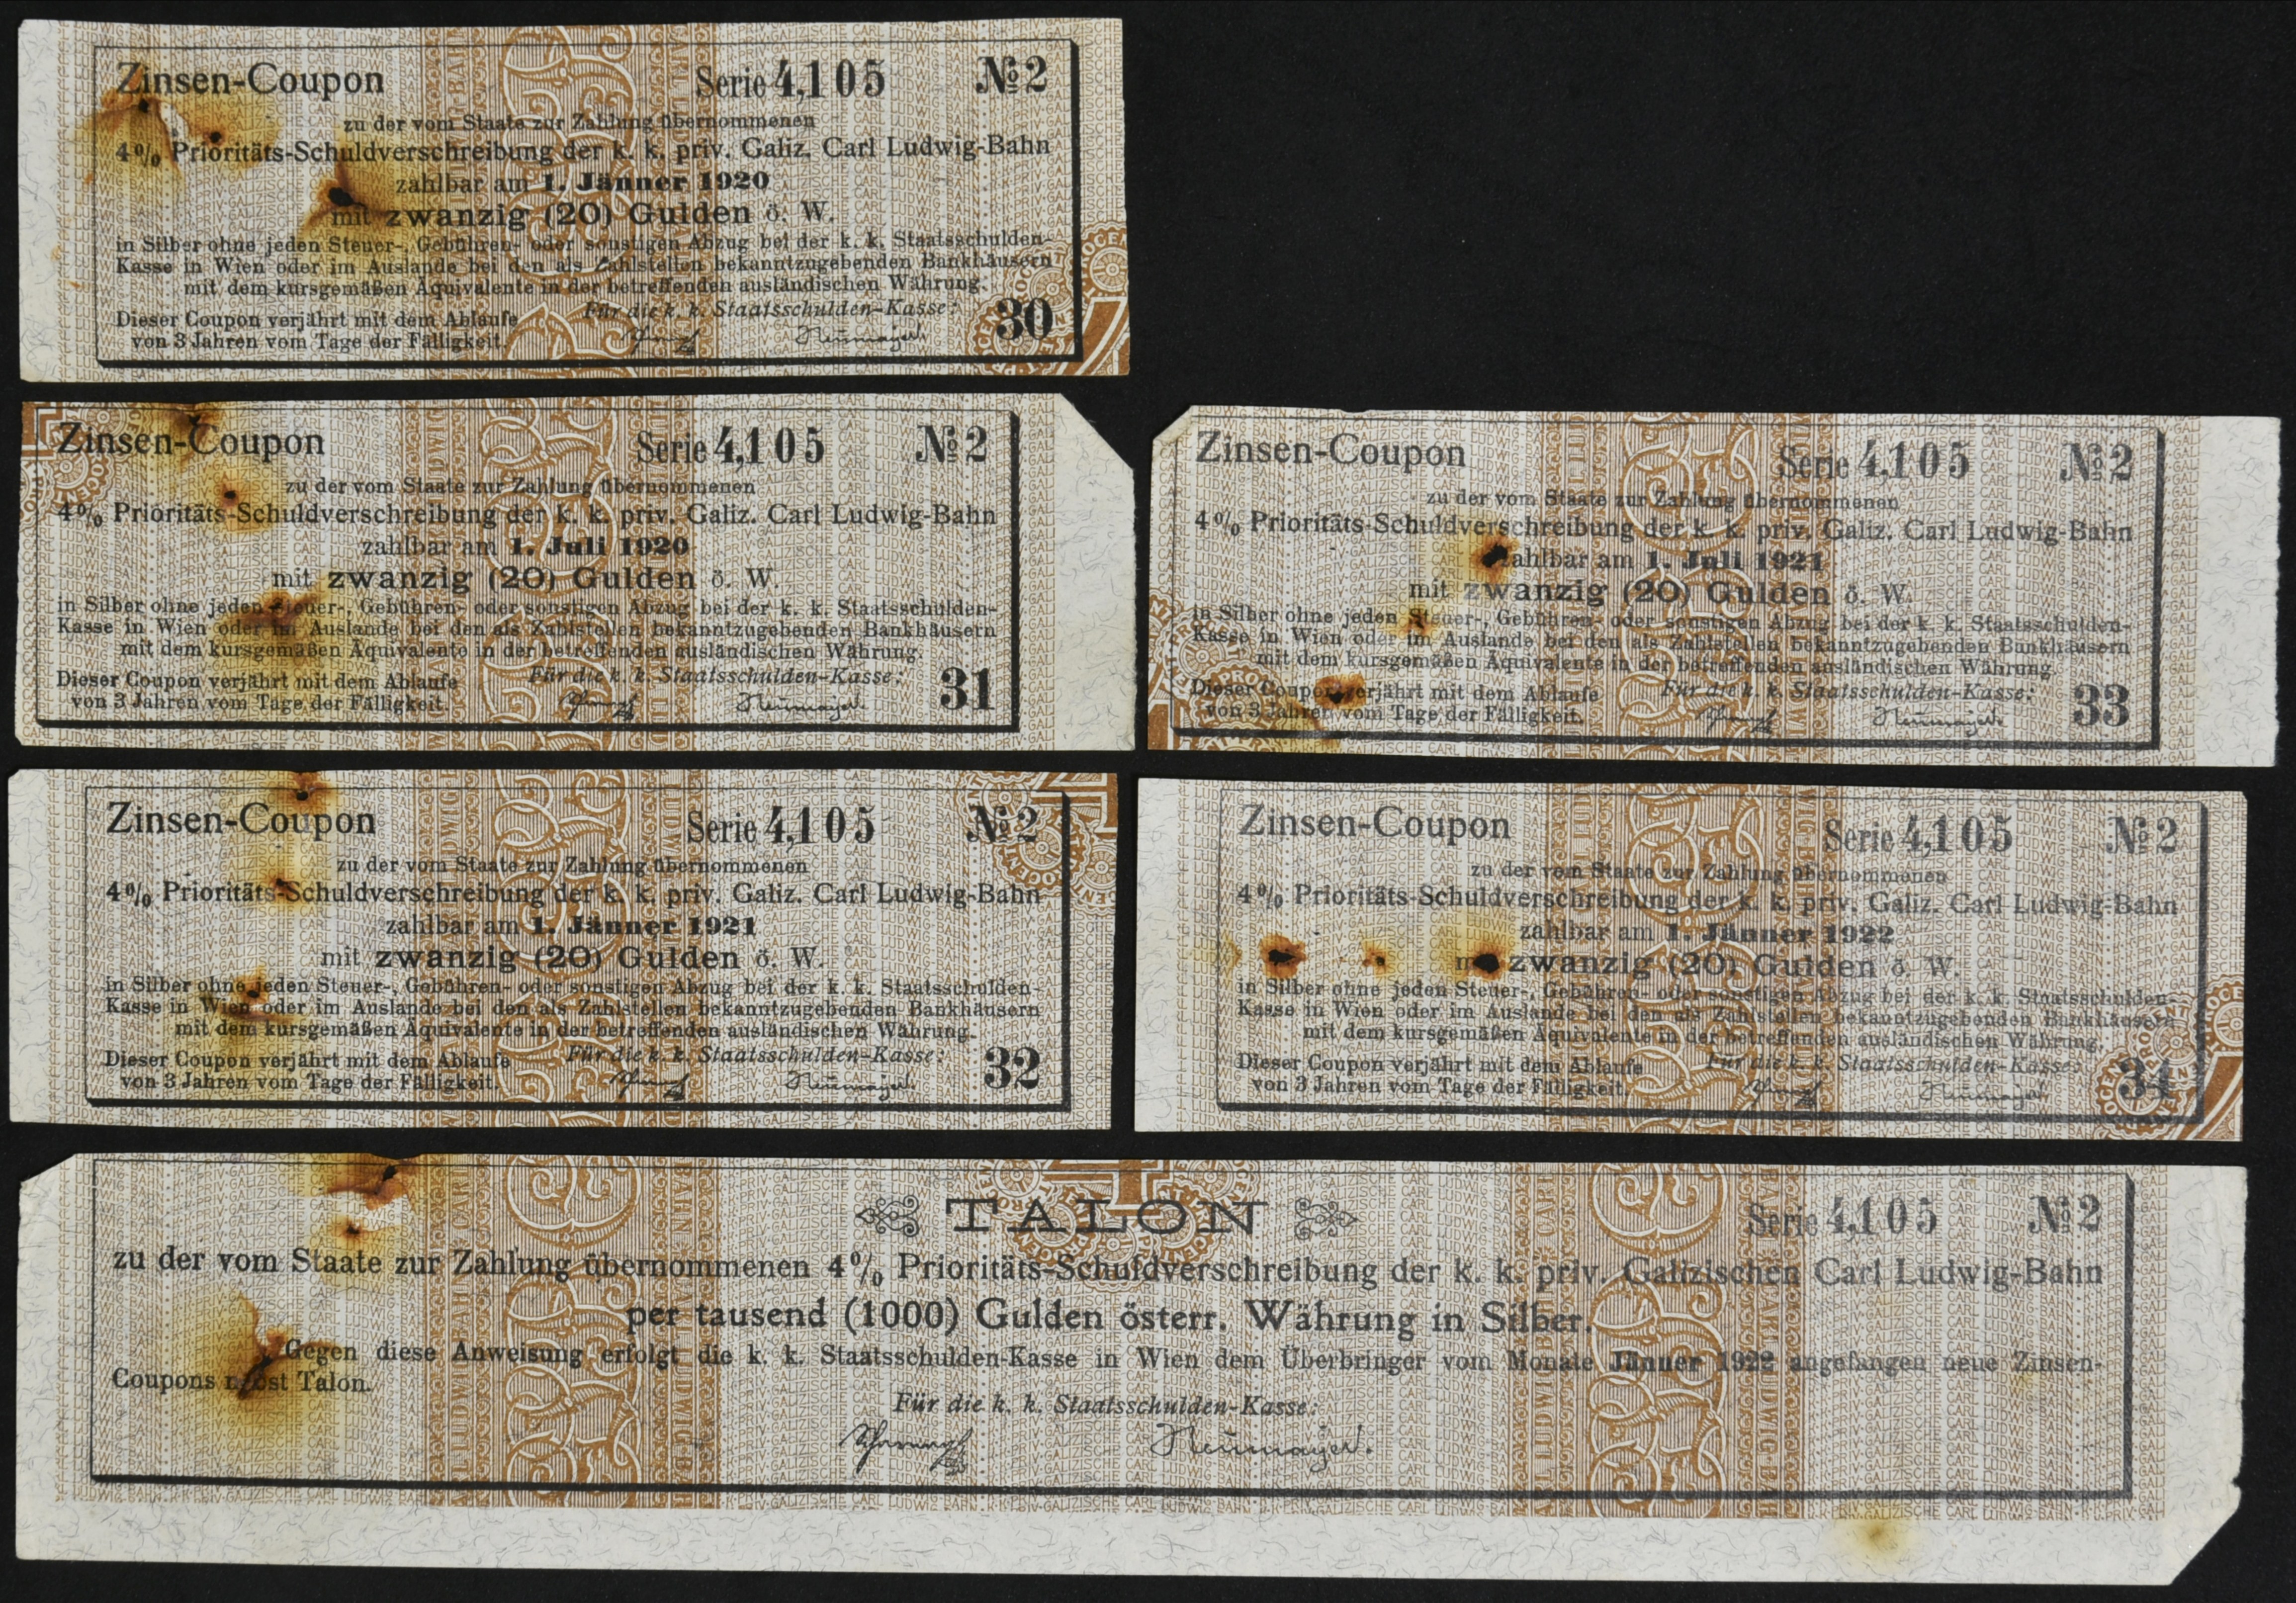 Zinsen-Coupon Serie 4,105 № 2
zu der vom Staate zur Zahlung übernommenen
4% Prioritäts-Schuldverschreibung der k. k. priv. Galiz. Carl Ludwig-Bahn
zahlbar am 1. Jänner 1920
mit zwanzig (20) Gulden ö. W.
in Silber ohne jeden Steuer-, Gebühren- oder sonstigen Abzug bei der k. k. Staatsschulden-
Kasse in Wien oder im Auslande bei den als Zahlstellen bekanntzugebenden Bankhäusern
mit dem kursgemäßen Äquivalente in der betreffenden ausländischen Währung.
Dieser Coupon verjährt mit dem Ablaufe
von 3 Jahren vom Tage der Fälligkeit.
Für die k. k. Staatsschulden-Kasse:
Neumayer.
30
Zinsen-Coupon Serie 4,105 № 2
zu der vom Staate zur Zahlung übernommenen
4% Prioritäts-Schuldverschreibung der k. k. priv. Galiz. Carl Ludwig-Bahn
zahlbar am 1. Juli 1920
mit zwanzig (20) Gulden ö. W.
in Silber ohne jeden Steuer-, Gebühren- oder sonstigen Abzug bei der k. k. Staatsschulden-
Kasse in Wien oder im Auslande bei den als Zahlstellen bekanntzugebenden Bankhäusern
mit dem kursgemäßen Äquivalente in der betreffenden ausländischen Währung.
Dieser Coupon verjährt mit dem Ablaufe
von 3 Jahren vom Tage der Fälligkeit.
Für die k. k. Staatsschulden-Kasse:
Neumayer.
31
Zinsen-Coupon Serie 4,105 № 2
zu der vom Staate zur Zahlung übernommenen
4% Prioritäts-Schuldverschreibung der k. k. priv. Galiz. Carl Ludwig-Bahn
zahlbar am 1. Juli 1921
mit zwanzig (20) Gulden ö. W.
in Silber ohne jeden Steuer-, Gebühren- oder sonstigen Abzug bei der k. k. Staatsschulden-
Kasse in Wien oder im Auslande bei den als Zahlstellen bekanntzugebenden Bankhäusern
mit dem kursgemäßen Äquivalente in der betreffenden ausländischen Währung.
Dieser Coupon verjährt mit dem Ablaufe
von 3 Jahren vom Tage der Fälligkeit.
Für die k. k. Staatsschulden-Kasse:
Neumayer.
33
Zinsen-Coupon Serie 4,105 № 2
zu der vom Staate zur Zahlung übernommenen
4% Prioritäts-Schuldverschreibung der k. k. priv. Galiz. Carl Ludwig-Bahn
zahlbar am 1. Jänner 1921
mit zwanzig (20) Gulden ö. W.
in Silber ohne jeden Steuer-, Gebühren- oder sonstigen Abzug bei der k. k. Staatsschulden-
Kasse in Wien oder im Auslande bei den als Zahlstellen bekanntzugebenden Bankhäusern
mit dem kursgemäßen Äquivalente in der betreffenden ausländischen Währung.
Dieser Coupon verjährt mit dem Ablaufe
von 3 Jahren vom Tage der Fälligkeit.
Für die k. k. Staatsschulden-Kasse:
Neumayer.
32
Zinsen-Coupon Serie 4,105 № 2
zu der vom Staate zur Zahlung übernommenen
4% Prioritäts-Schuldverschreibung der k. k. priv. Galiz. Carl Ludwig-Bahn
zahlbar am 1. Jänner 1922
zwanzig (20) Gulden ö. W.
in Silber ohne jeden Steuer-, Gebühren- oder sonstigen Abzug bei der k. k. Staatsschulden-
Kasse in Wien oder im Auslande bei den als Zahlstellen bekanntzugebenden Bankhäusern
mit dem kursgemäßen Äquivalente in der betreffenden ausländischen Währung.
Dieser Coupon verjährt mit dem Ablaufe
von 3 Jahren vom Tage der Fälligkeit.
Für die k. k. Staatsschulden-Kasse:
Neumayer.
34
TALON Serie 4,105 № 2
zu der vom Staate zur Zahlung übernommenen 4% Prioritäts-Schuldverschreibung der k. k. priv. Galizischen Carl Ludwig-Bahn
per tausend (1000) Gulden österr. Währung in Silber.
Gegen diese Anweisung erfolgt die k. k. Staatsschulden-Kasse in Wien dem Überbringer vom Monate Jänner 1922 angefangen neue Zinsen-
Coupons nebst Talon.
Für die k. k. Staatsschulden-Kasse:
Neumayer.